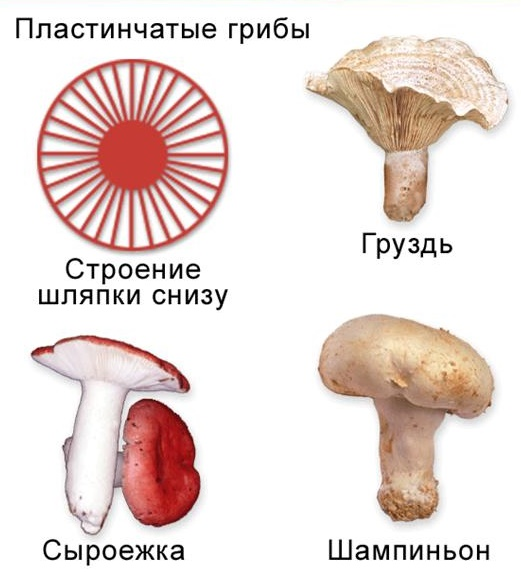 Пластинчатые грибы
Груздь
Строение
шляпки снизу
Сыроежка
Шампиньон